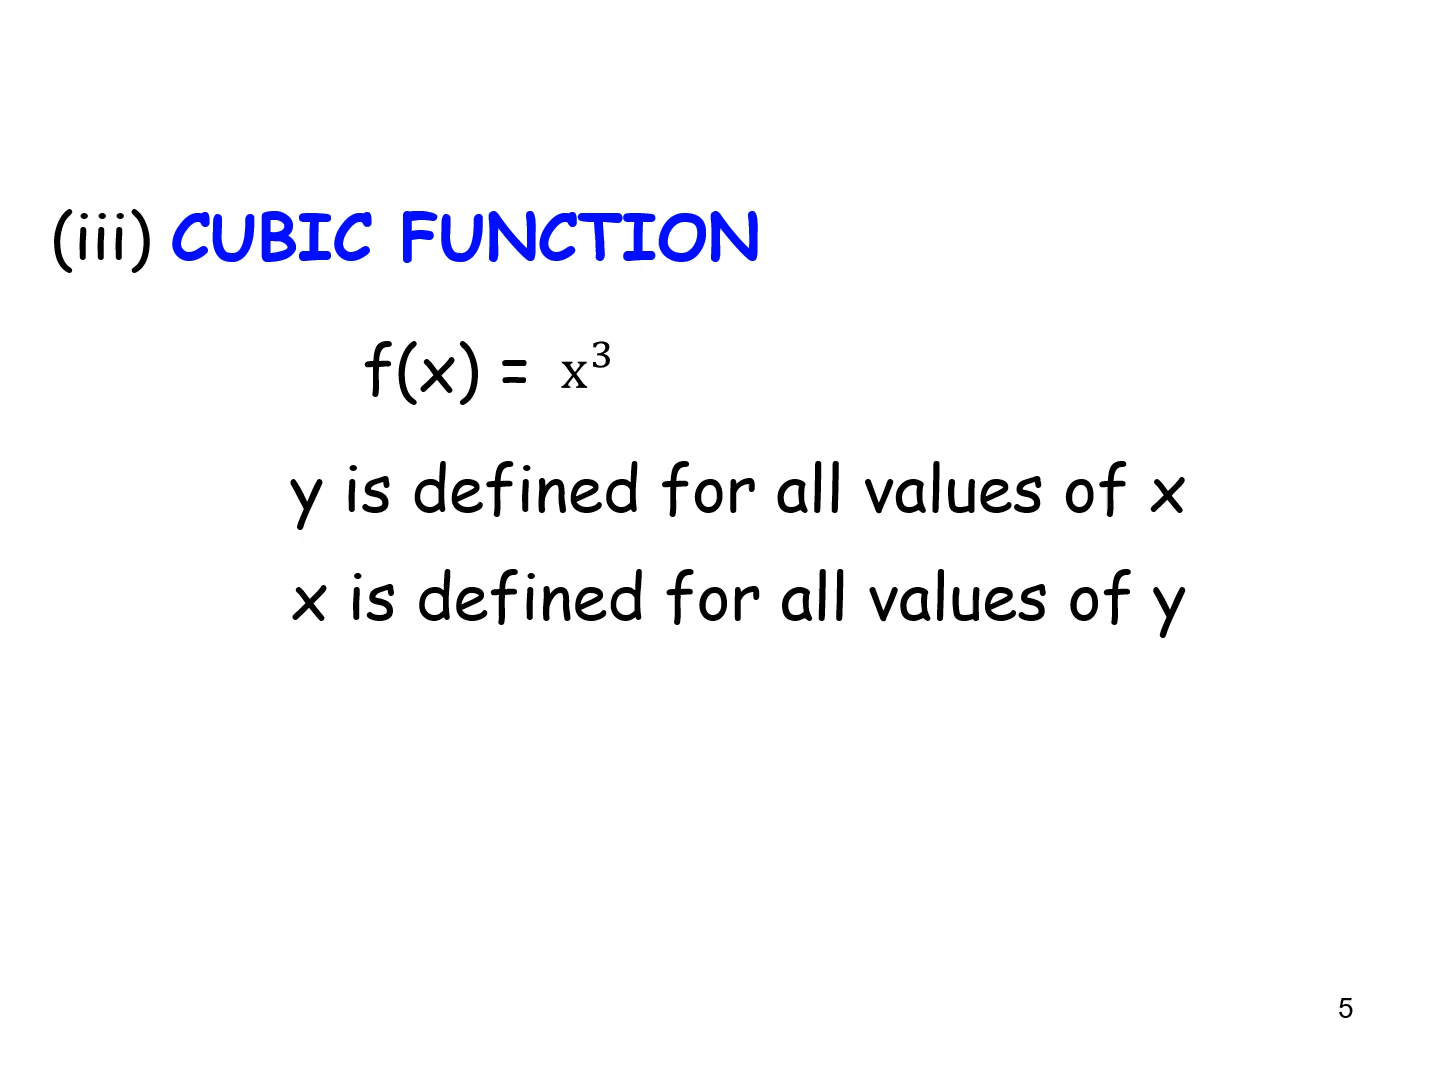 (iii) CUBIC FUNCTION
f(x) = x³
y is defined for all values of x
x is defined for all values of y
5